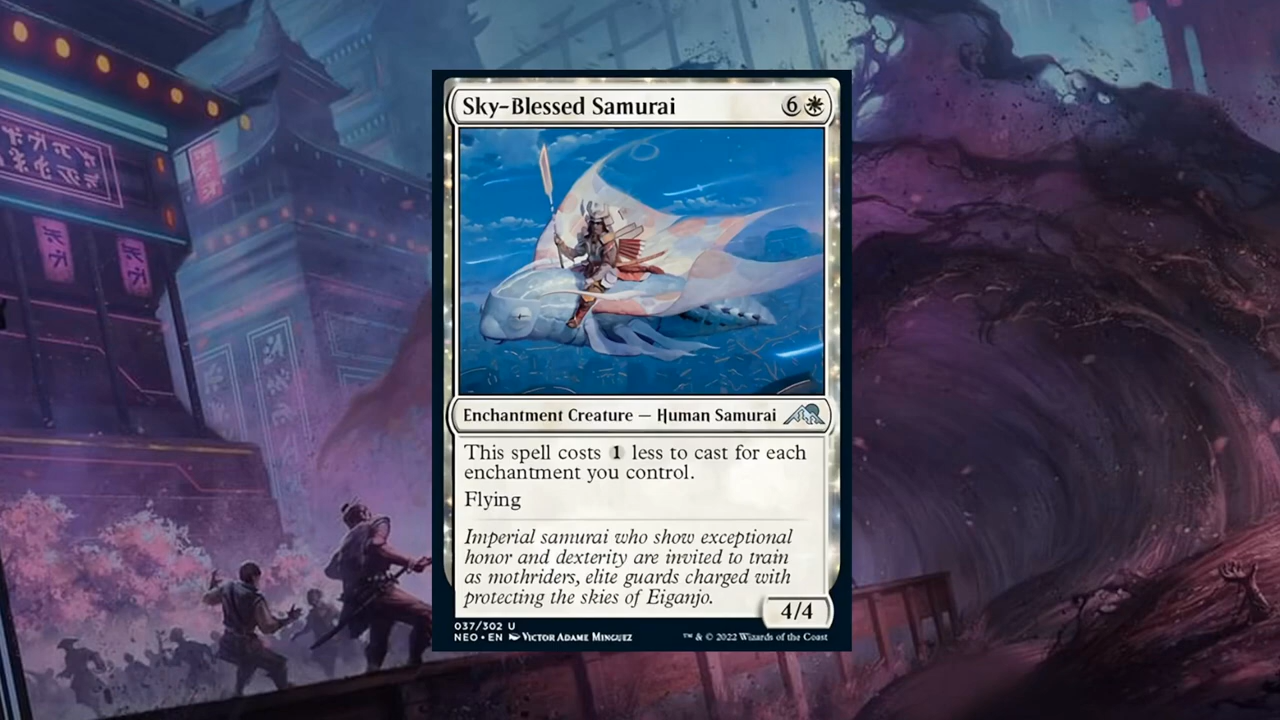 Sky-Blessed Samurai 6
Enchantment Creature — Human Samurai
This spell costs 1 less to cast for each
enchantment you control.
Flying
Imperial samurai who show exceptional
honor and dexterity are invited to train
as mothriders, elite guards charged with
protecting the skies of Eiganjo.
4/4
037/302 U
NEO • EN Victor Adame Minguez ™ & © 2022 Wizards of the Coast